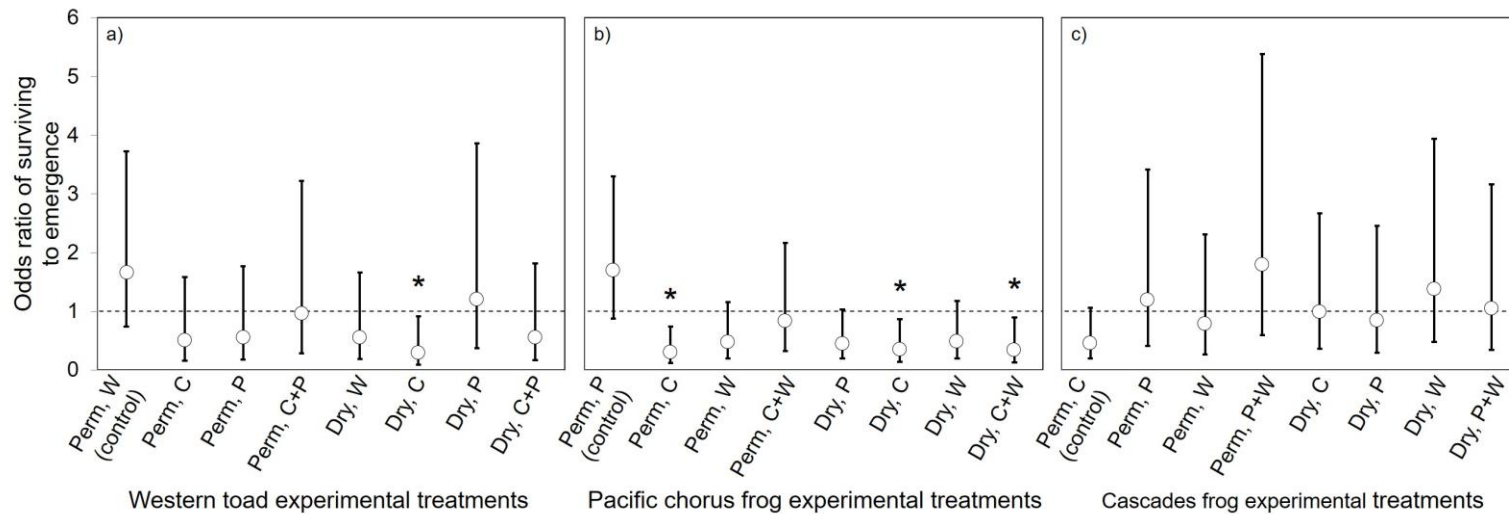 Odds ratio of surviving
to emergence
6
5
4
3
2
1
0
a)
*
Perm, W
(control)
Perm, C
Perm, P
Perm, C+P
Dry, W
Dry, C
Dry, P
Dry, C+P
Western toad experimental treatments
b)
*
*
*
Perm, P
(control)
Perm, C
Perm, W
Perm, C+W
Dry, P
Dry, C
Dry, W
Dry, C+W
Pacific chorus frog experimental treatments
c)
Perm, C
(control)
Perm, P
Perm, W
Perm, P+W
Dry, C
Dry, P
Dry, W
Dry, P+W
Cascades frog experimental treatments